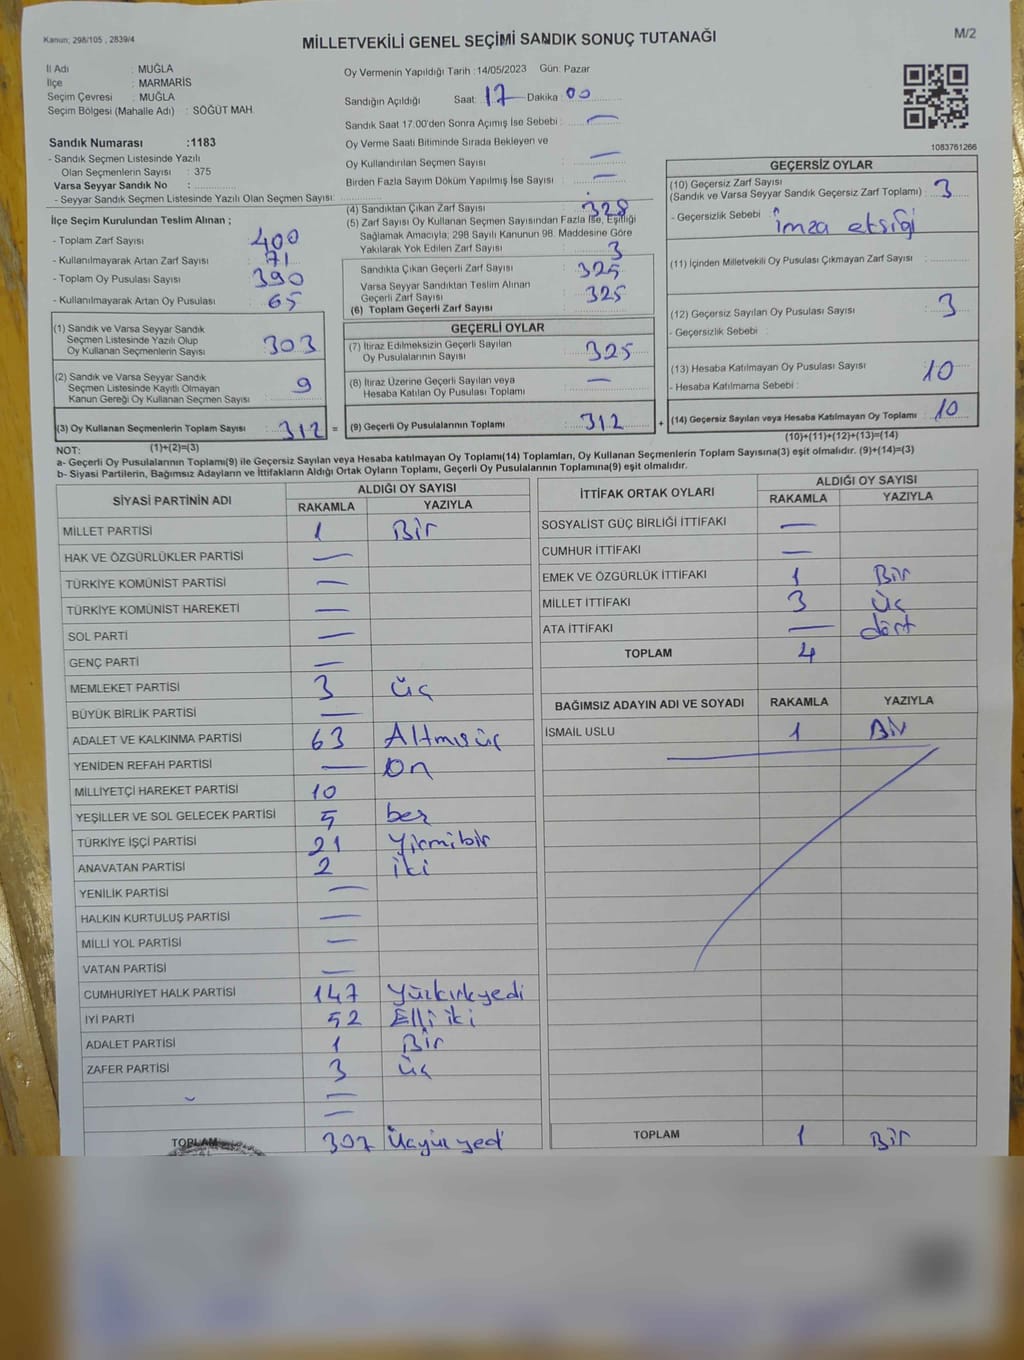 Kanun; 298/105 , 2839/4
MİLLETVEKİLİ GENEL SEÇİMİ SANDIK SONUÇ TUTANAĞI
M/2
İl Adı : MUĞLA
İlçe : MARMARİS
Seçim Çevresi : MUĞLA
Seçim Bölgesi (Mahalle Adı) : SÖĞÜT MAH.
Sandık Numarası :1183
- Sandık Seçmen Listesinde Yazılı
Olan Seçmenlerin Sayısı : 375
Varsa Seyyar Sandık No :
- Seyyar Sandık Seçmen Listesinde Yazılı Olan Seçmen Sayısı:
Oy Vermenin Yapıldığı Tarih :14/05/2023 Gün: Pazar
Sandığın Açıldığı Saat: 17 Dakika: 00
Sandık Saat 17:00'den Sonra Açımış İse Sebebi : —
Oy Verme Saati Bitiminde Sırada Bekleyen ve
Oy Kullandırılan Seçmen Sayısı : —
Birden Fazla Sayım Döküm Yapılmış İse Sayısı : —
1083761266
İlçe Seçim Kurulundan Teslim Alınan ;
- Toplam Zarf Sayısı : 400
- Kullanılmayarak Artan Zarf Sayısı : 71
- Toplam Oy Pusulası Sayısı : 390
- Kullanılmayarak Artan Oy Pusulası : 65
(1) Sandık ve Varsa Seyyar Sandık
Seçmen Listesinde Yazılı Olup
Oy Kullanan Seçmenlerin Sayısı : 303
(2) Sandık ve Varsa Seyyar Sandık
Seçmen Listesinde Kayıtlı Olmayan
Kanun Gereği Oy Kullanan Seçmen Sayısı : 9
(3) Oy Kullanan Seçmenlerin Toplam Sayısı : 312 =
(4) Sandıktan Çıkan Zarf Sayısı : 328
(5) Zarf Sayısı Oy Kullanan Seçmen Sayısından Fazla İse, Eşitliği
Sağlamak Amacıyla; 298 Sayılı Kanunun 98. Maddesine Göre
Yakılarak Yok Edilen Zarf Sayısı : 3
Sandıkta Çıkan Geçerli Zarf Sayısı : 325
Varsa Seyyar Sandıktan Teslim Alınan
Geçerli Zarf Sayısı : 325
(6) Toplam Geçerli Zarf Sayısı :
GEÇERLİ OYLAR
(7) İtiraz Edilmeksizin Geçerli Sayılan
Oy Pusulalarının Sayısı : 325
(8) İtiraz Üzerine Geçerli Sayılan veya
Hesaba Katılan Oy Pusulası Toplamı : —
(9) Geçerli Oy Pusulalarının Toplamı : 312 +
GEÇERSİZ OYLAR
(10) Geçersiz Zarf Sayısı
(Sandık ve Varsa Seyyar Sandık Geçersiz Zarf Toplamı) : 3
- Geçersizlik Sebebi : imza eksiği
(11) İçinden Milletvekili Oy Pusulası Çıkmayan Zarf Sayısı :
(12) Geçersiz Sayılan Oy Pusulası Sayısı : 3
- Geçersizlik Sebebi :
(13) Hesaba Katılmayan Oy Pusulası Sayısı : 10
- Hesaba Katılmama Sebebi :
(14) Geçersiz Sayılan veya Hesaba Katılmayan Oy Toplamı : 10
NOT: (1)+(2)=(3)
(10)+(11)+(12)+(13)=(14)
a- Geçerli Oy Pusulalarının Toplamı(9) ile Geçersiz Sayılan veya Hesaba katılmayan Oy Toplamı(14) Toplamları, Oy Kullanan Seçmenlerin Toplam Sayısına(3) eşit olmalıdır. (9)+(14)=(3)
b- Siyasi Partilerin, Bağımsız Adayların ve İttifakların Aldığı Ortak Oyların Toplamı, Geçerli Oy Pusulalarının Toplamına(9) eşit olmalıdır.
SİYASİ PARTİNİN ADI ALDIĞI OY SAYISI
RAKAMLA YAZIYLA
MİLLET PARTİSİ 1 Bir
HAK VE ÖZGÜRLÜKLER PARTİSİ —
TÜRKİYE KOMÜNİST PARTİSİ —
TÜRKİYE KOMÜNİST HAREKETİ —
SOL PARTİ —
GENÇ PARTİ —
MEMLEKET PARTİSİ 3 üç
BÜYÜK BİRLİK PARTİSİ —
ADALET VE KALKINMA PARTİSİ 63 Altmışüç
YENİDEN REFAH PARTİSİ — On
MİLLİYETÇİ HAREKET PARTİSİ 10
YEŞİLLER VE SOL GELECEK PARTİSİ 5 beş
TÜRKİYE İŞÇİ PARTİSİ 21 Yirmibir
ANAVATAN PARTİSİ 2 iki
YENİLİK PARTİSİ —
HALKIN KURTULUŞ PARTİSİ —
MİLLİ YOL PARTİSİ —
VATAN PARTİSİ —
CUMHURİYET HALK PARTİSİ 147 Yüzkırkyedi
İYİ PARTİ 52 Elli iki
ADALET PARTİSİ 1 Bir
ZAFER PARTİSİ 3 üç
—
—
TOPLAM 307 Üçyüz yedi
İTTİFAK ORTAK OYLARI ALDIĞI OY SAYISI
RAKAMLA YAZIYLA
SOSYALİST GÜÇ BİRLİĞİ İTTİFAKI —
CUMHUR İTTİFAKI —
EMEK VE ÖZGÜRLÜK İTTİFAKI 1 Bir
MİLLET İTTİFAKI 3 üç
ATA İTTİFAKI — dört
TOPLAM 4
BAĞIMSIZ ADAYIN ADI VE SOYADI RAKAMLA YAZIYLA
İSMAİL USLU 1 Bir
TOPLAM 1 Bir